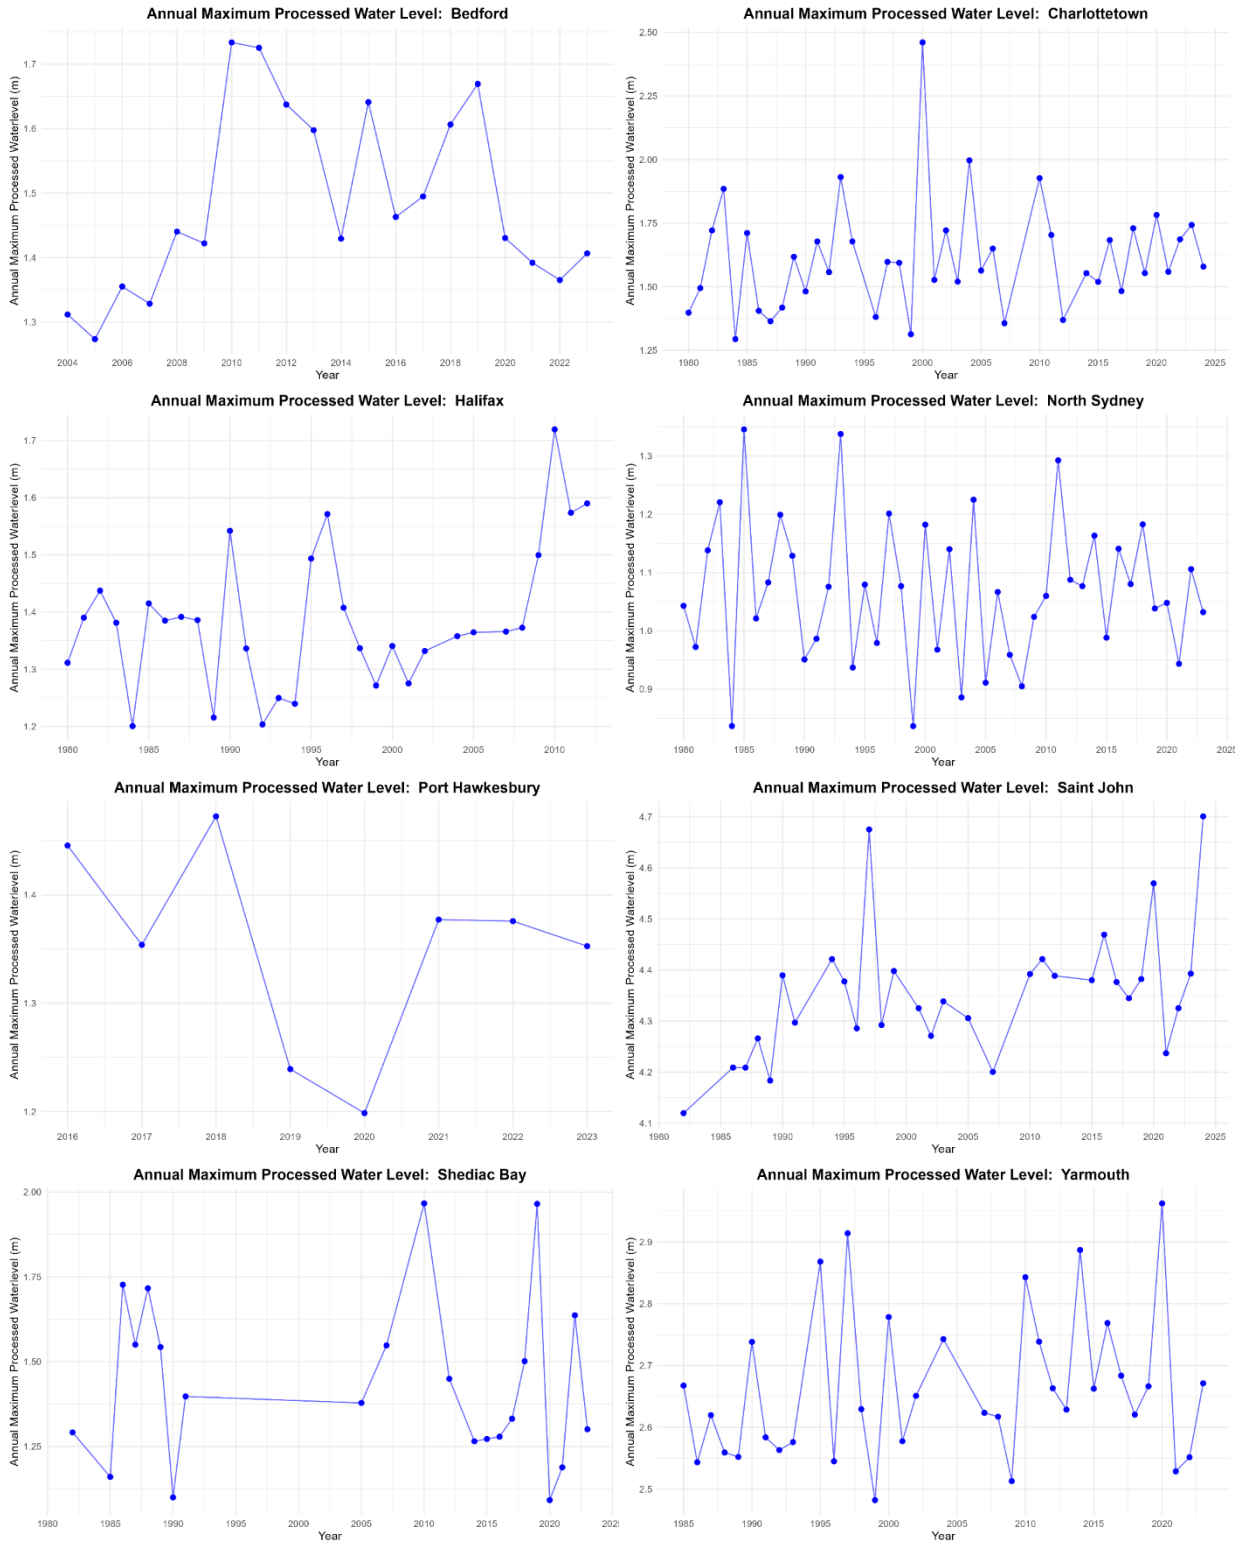 Annual Maximum Processed Water Level:  Bedford
Annual Maximum Processed Waterlevel (m)
1.7
1.6
1.5
1.4
1.3
2004 2006 2008 2010 2012 2014 2016 2018 2020 2022
Year
Annual Maximum Processed Water Level:  Charlottetown
Annual Maximum Processed Waterlevel (m)
2.50
2.25
2.00
1.75
1.50
1.25
1980 1985 1990 1995 2000 2005 2010 2015 2020 2025
Year
Annual Maximum Processed Water Level:  Halifax
Annual Maximum Processed Waterlevel (m)
1.7
1.6
1.5
1.4
1.3
1.2
1980 1985 1990 1995 2000 2005 2010
Year
Annual Maximum Processed Water Level:  North Sydney
Annual Maximum Processed Waterlevel (m)
1.3
1.2
1.1
1.0
0.9
1980 1985 1990 1995 2000 2005 2010 2015 2020 2025
Year
Annual Maximum Processed Water Level:  Port Hawkesbury
Annual Maximum Processed Waterlevel (m)
1.4
1.3
1.2
2016 2017 2018 2019 2020 2021 2022 2023
Year
Annual Maximum Processed Water Level:  Saint John
Annual Maximum Processed Waterlevel (m)
4.7
4.6
4.5
4.4
4.3
4.2
4.1
1980 1985 1990 1995 2000 2005 2010 2015 2020 2025
Year
Annual Maximum Processed Water Level:  Shediac Bay
Annual Maximum Processed Waterlevel (m)
2.00
1.75
1.50
1.25
1980 1985 1990 1995 2000 2005 2010 2015 2020 202
Year
Annual Maximum Processed Water Level:  Yarmouth
Annual Maximum Processed Waterlevel (m)
2.9
2.8
2.7
2.6
2.5
1985 1990 1995 2000 2005 2010 2015 2020
Year